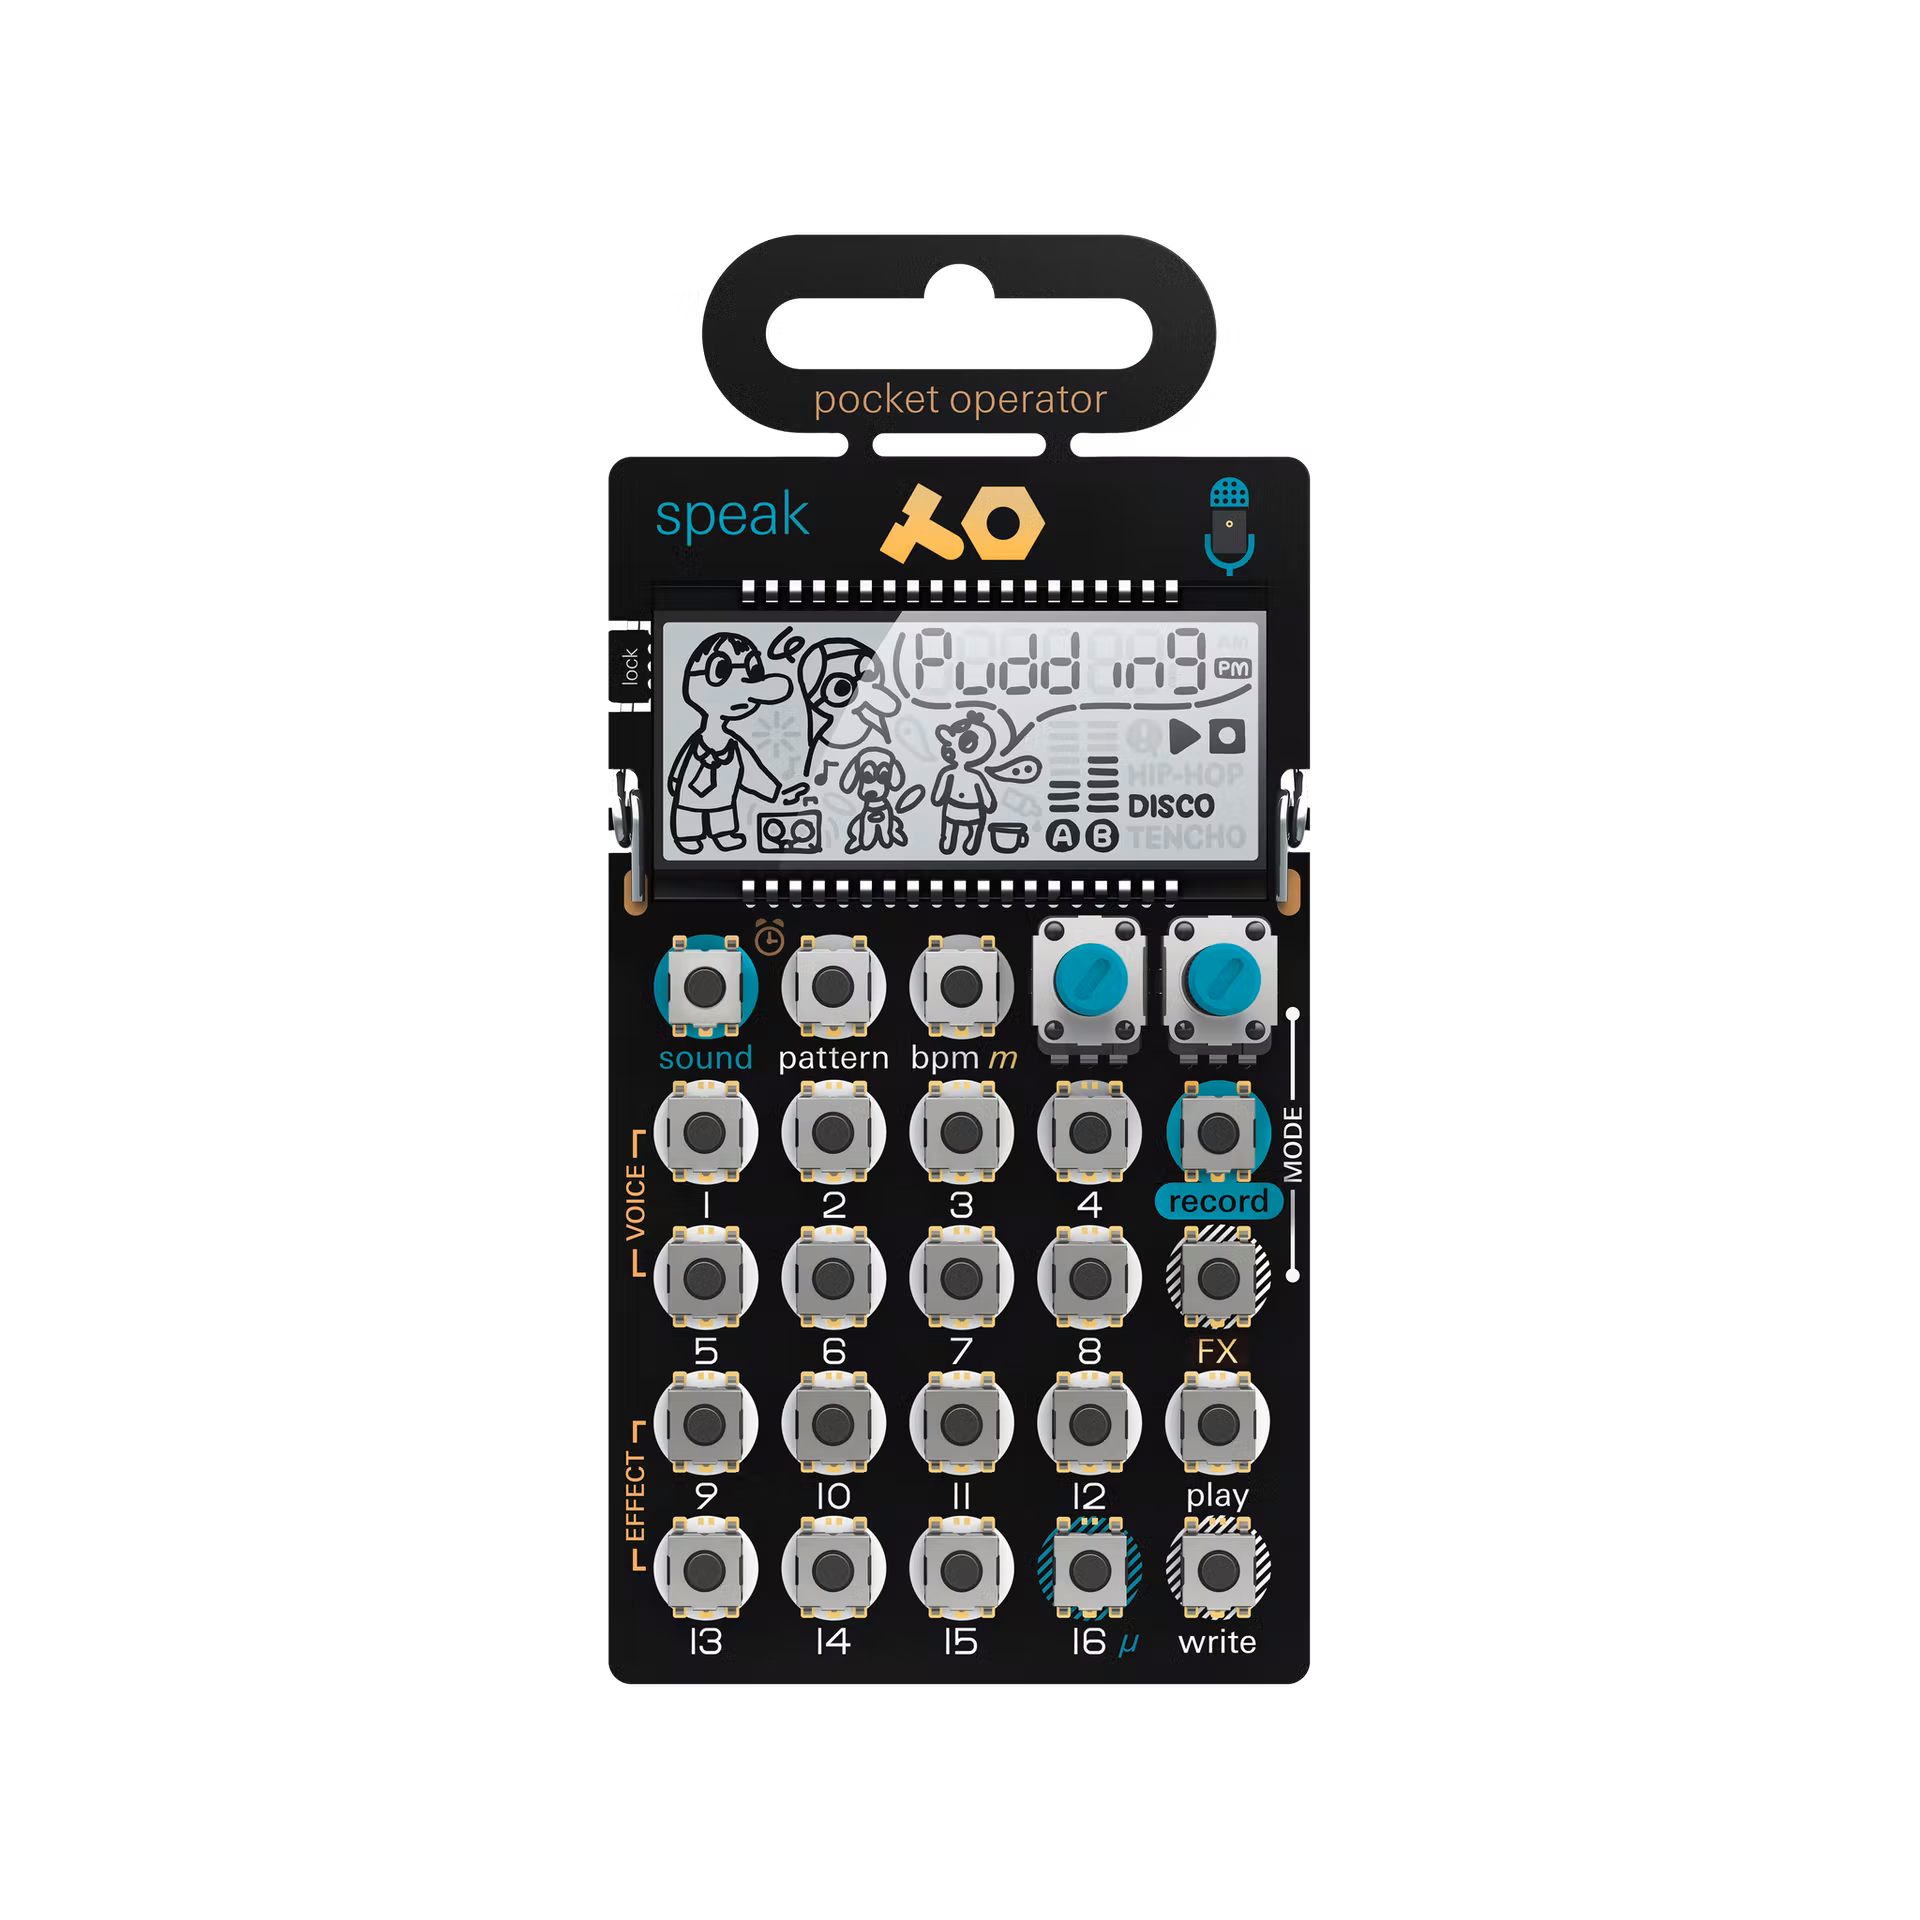 pocket operator
speak
lock
Pudding
AM
PM
HIP-HOP
DISCO
TENCHO
A B
sound pattern bpm m
MODE
VOICE
1 2 3 4 record
5 6 7 8 FX
EFFECT
9 10 11 12 play
13 14 15 16 μ write